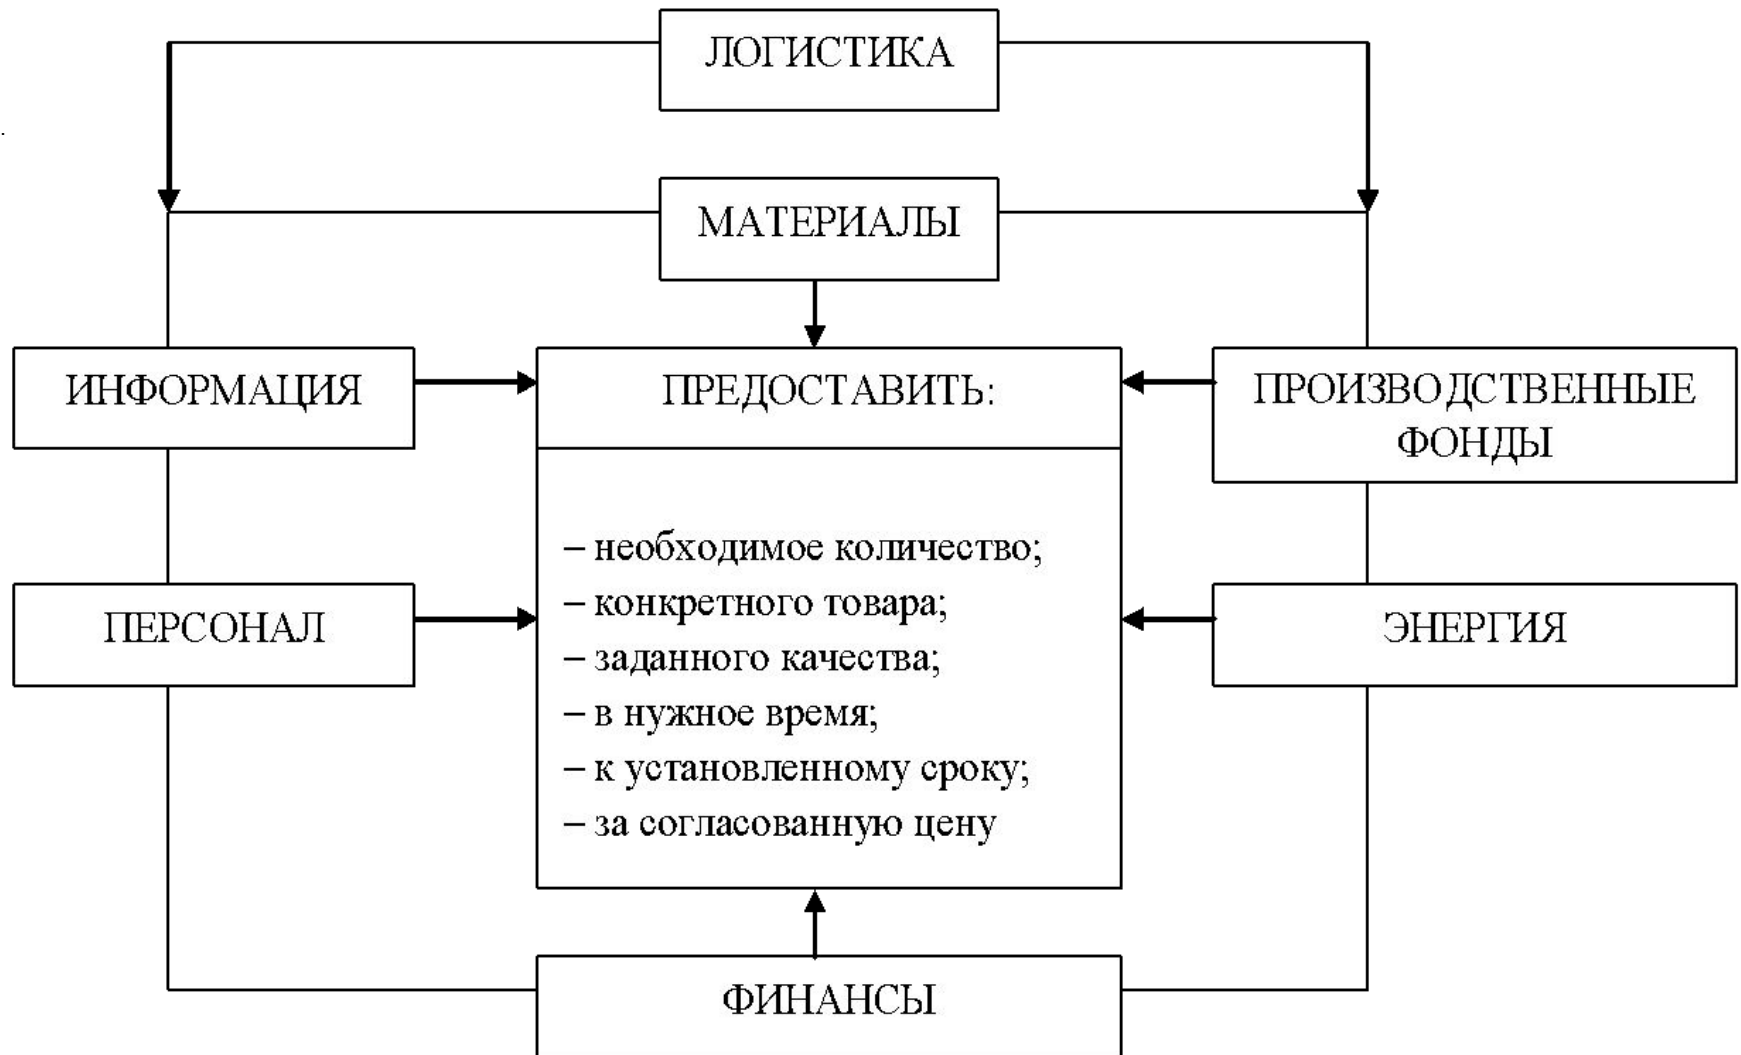 ЛОГИСТИКА
МАТЕРИАЛЫ
ИНФОРМАЦИЯ
ПРЕДОСТАВИТЬ:
ПРОИЗВОДСТВЕННЫЕ
ФОНДЫ
– необходимое количество;
– конкретного товара;
– заданного качества;
– в нужное время;
– к установленному сроку;
– за согласованную цену
ПЕРСОНАЛ
ЭНЕРГИЯ
ФИНАНСЫ